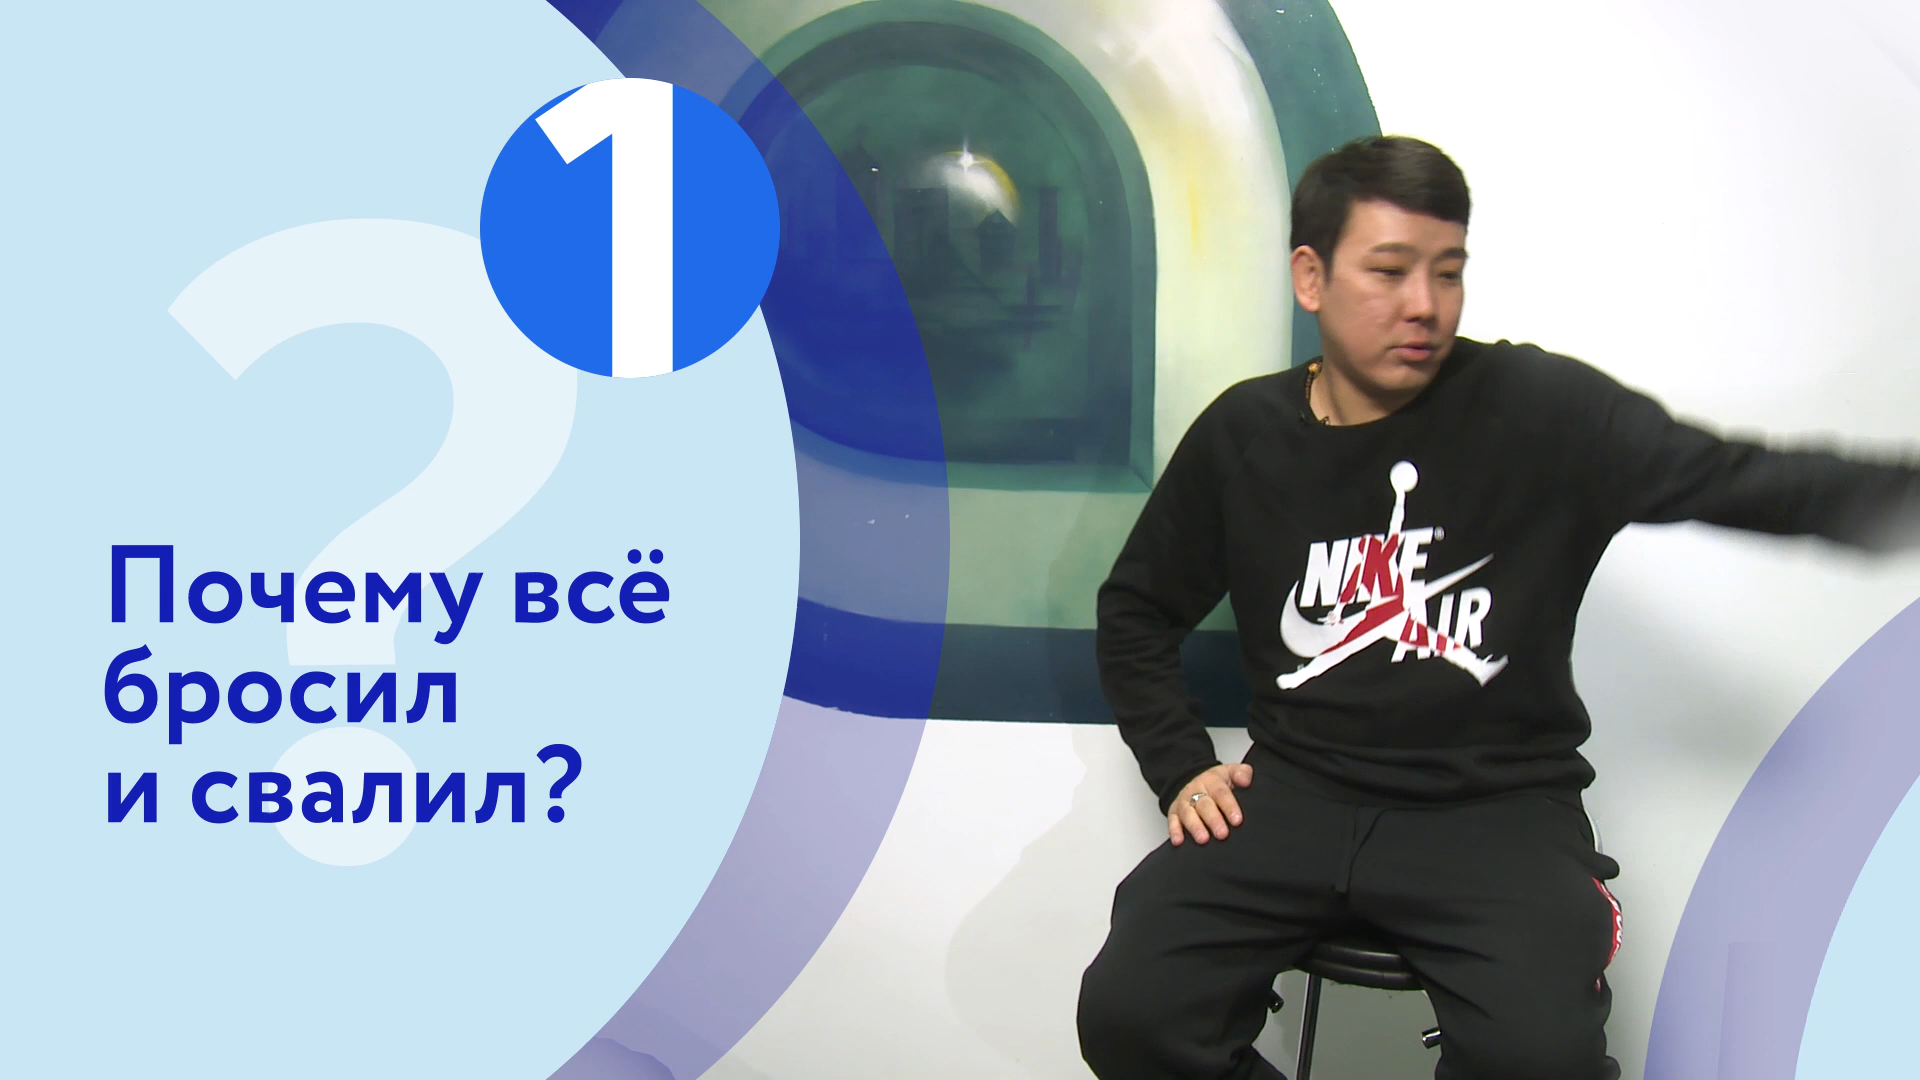 1
?
Почему всё
бросил
и свалил?
NIKE
AIR